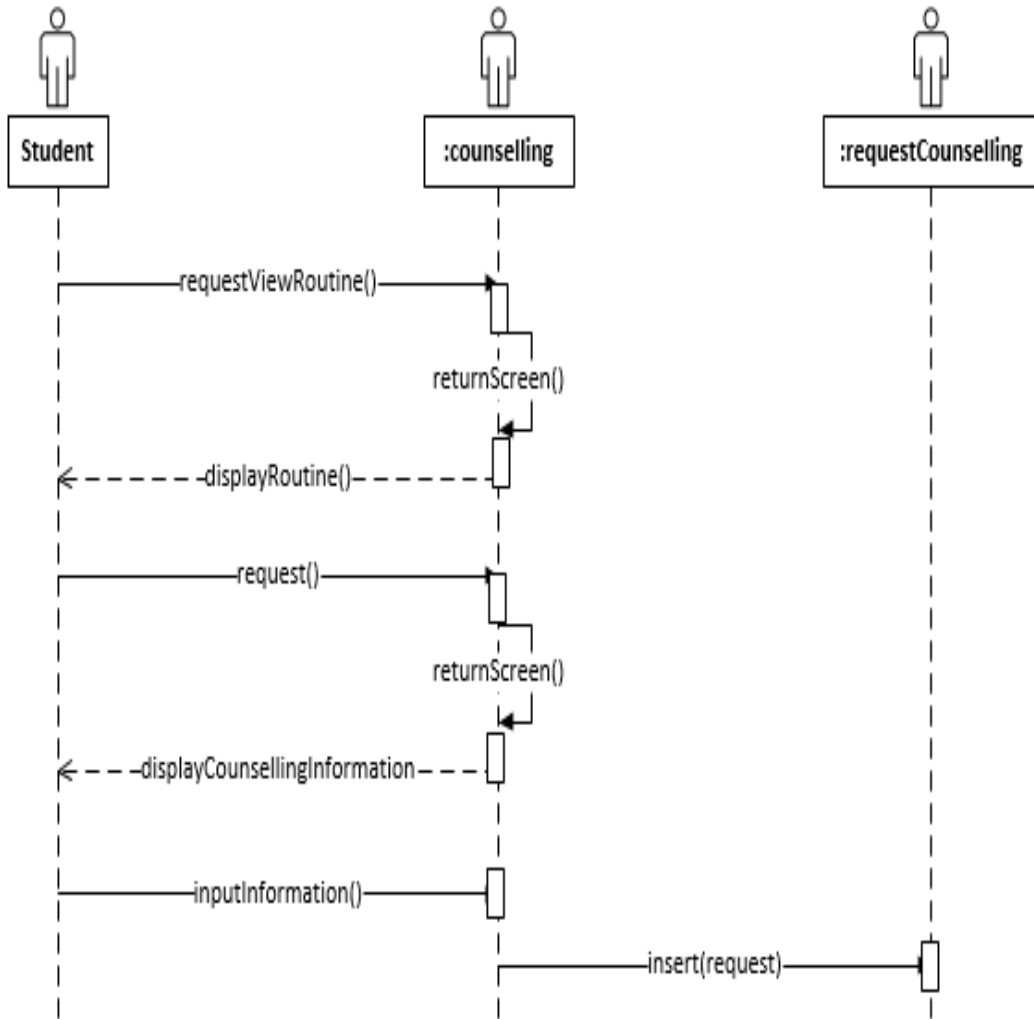 Student
:counselling
:requestCounselling
requestViewRoutine()
returnScreen()
displayRoutine()
request()
returnScreen()
displayCounsellingInformation
inputInformation()
insert(request)